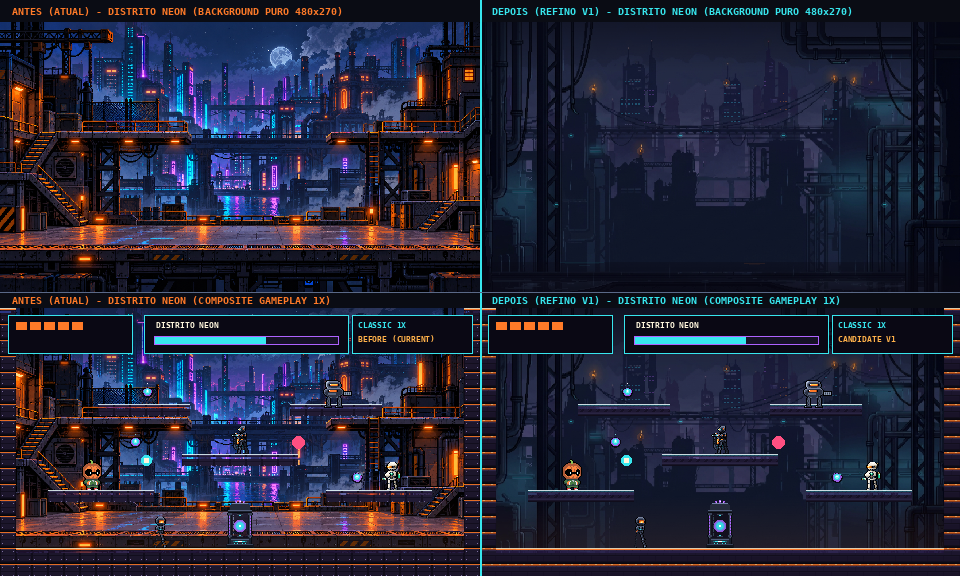 ANTES (ATUAL) - DISTRITO NEON (BACKGROUND PURO 480x270)
DEPOIS (REFINO V1) - DISTRITO NEON (BACKGROUND PURO 480x270)
ANTES (ATUAL) - DISTRITO NEON (COMPOSITE GAMEPLAY 1X)
DEPOIS (REFINO V1) - DISTRITO NEON (COMPOSITE GAMEPLAY 1X)
DISTRITO NEON
CLASSIC 1X
BEFORE (CURRENT)
DISTRITO NEON
CLASSIC 1X
CANDIDATE V1